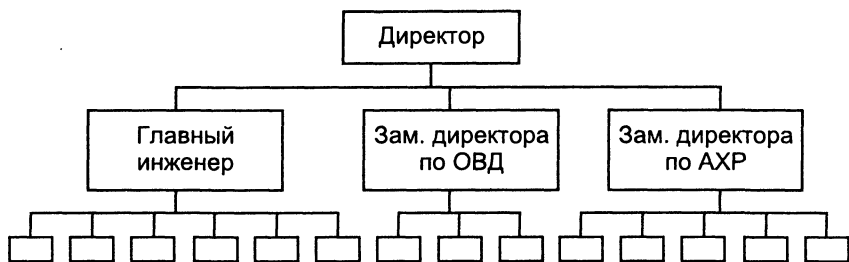 Директор
Главный
инженер
Зам. директора
по ОВД
Зам. директора
по АХР